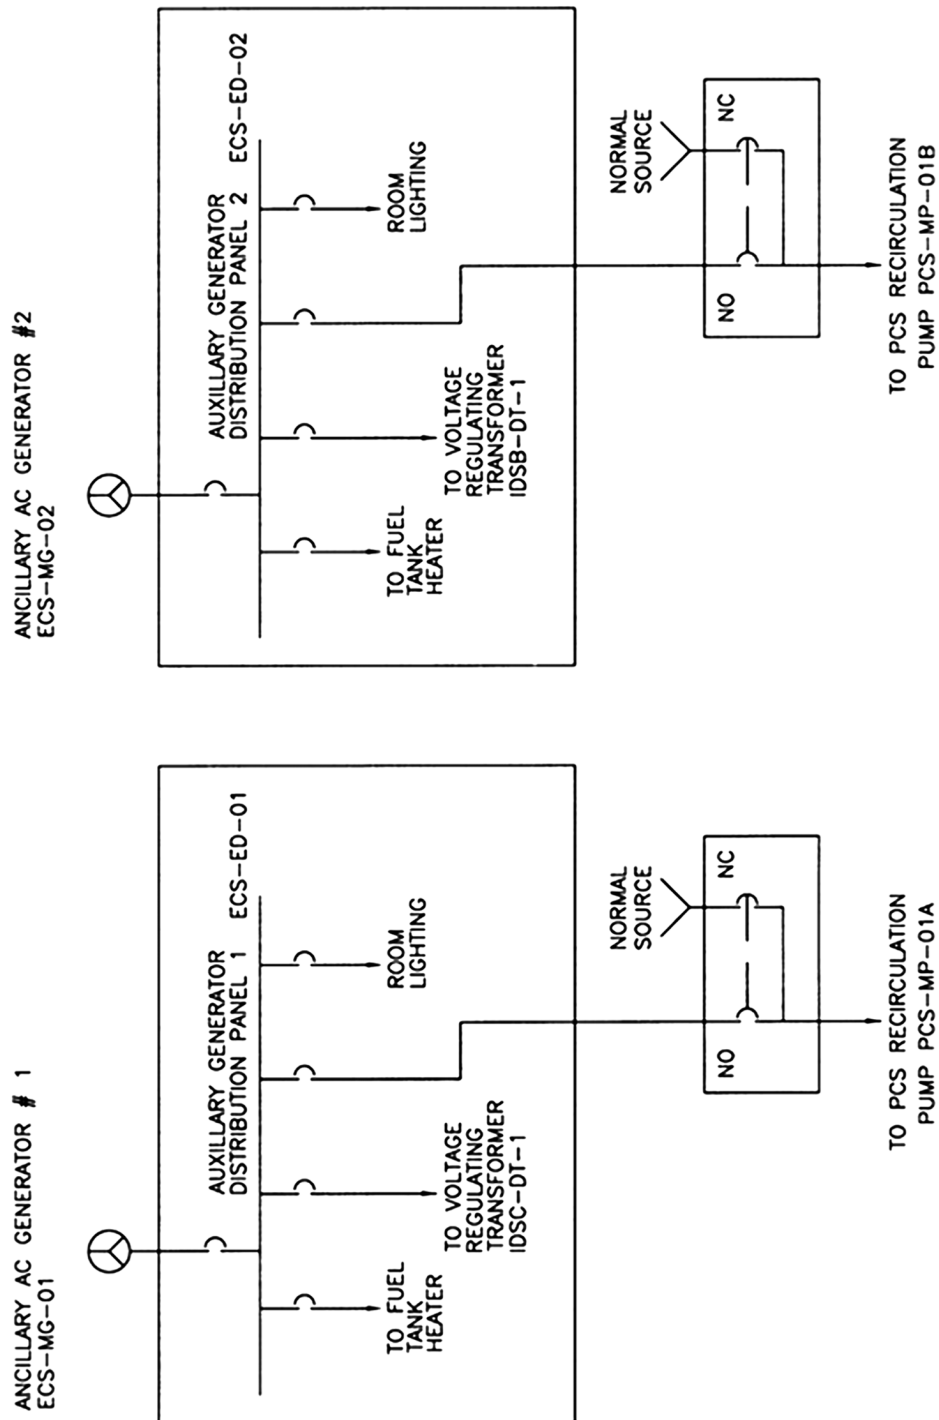 ANCILLARY AC GENERATOR # 1
ECS-MG-01
AUXILLARY GENERATOR
DISTRIBUTION PANEL 1
ECS-ED-01
TO FUEL
TANK
HEATER
TO VOLTAGE
REGULATING
TRANSFORMER
IDSC-DT-1
ROOM
LIGHTING
NORMAL
SOURCE
NO
NC
TO PCS RECIRCULATION
PUMP PCS-MP-01A
ANCILLARY AC GENERATOR #2
ECS-MG-02
AUXILLARY GENERATOR
DISTRIBUTION PANEL 2
ECS-ED-02
TO FUEL
TANK
HEATER
TO VOLTAGE
REGULATING
TRANSFORMER
IDSB-DT-1
ROOM
LIGHTING
NORMAL
SOURCE
NO
NC
TO PCS RECIRCULATION
PUMP PCS-MP-01B